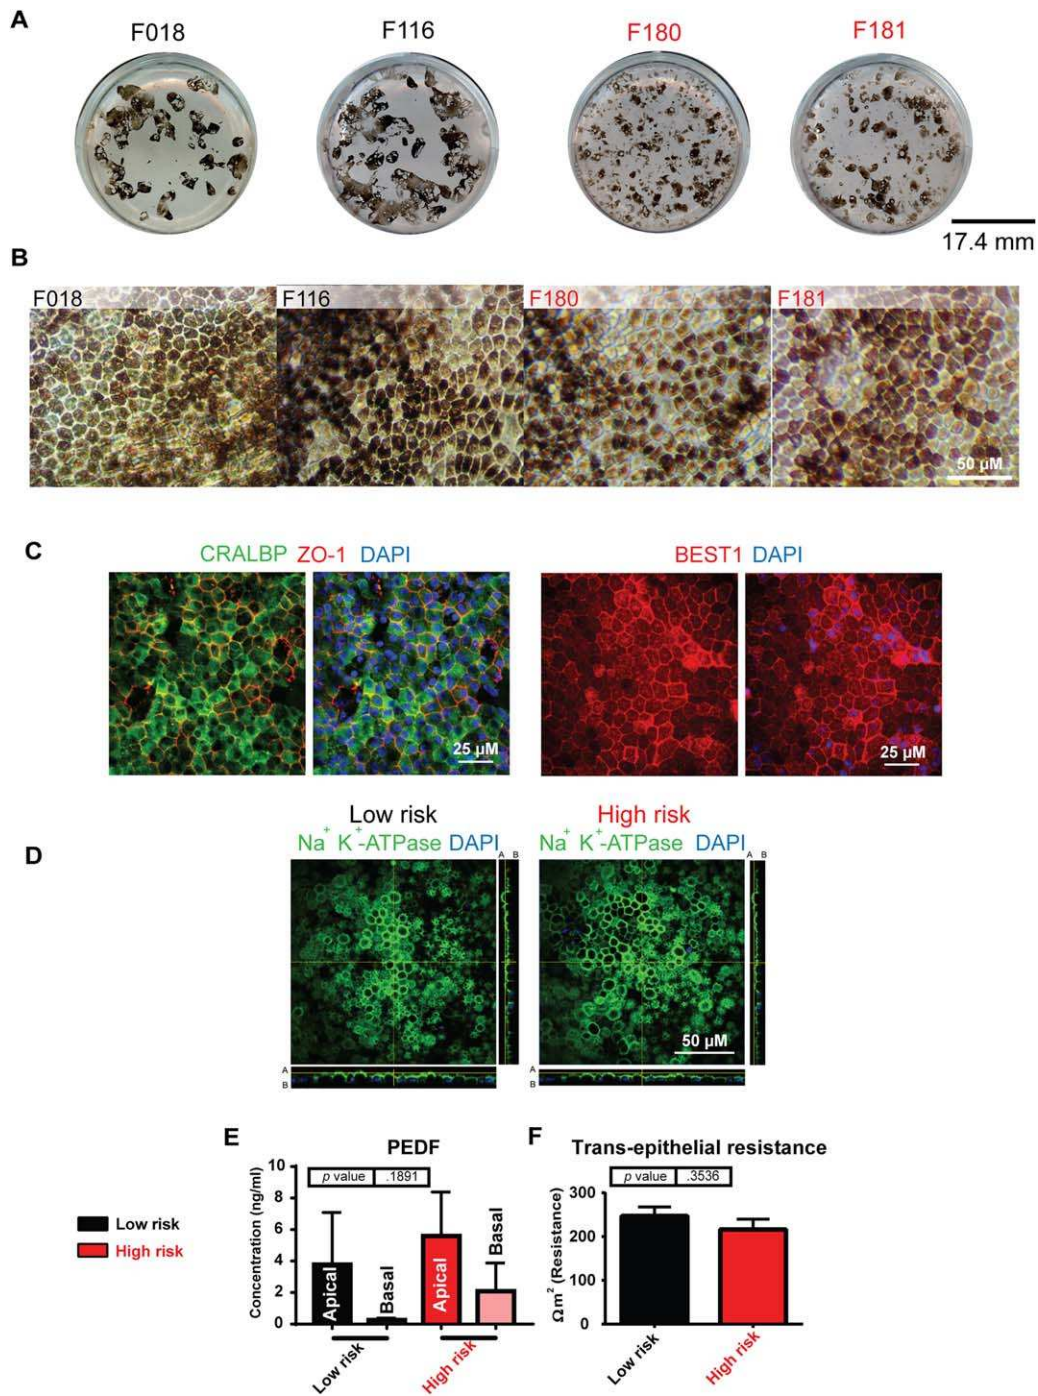 A
F018 F116 F180 F181
17.4 mm
B
F018 F116 F180 F181
50 µM
C
CRALBP ZO-1 DAPI BEST1 DAPI
25 µM 25 µM
Low risk High risk
D
Na+ K+-ATPase DAPI Na+ K+-ATPase DAPI
A B A B
50 µM
A A
B B
E
PEDF
p value .1891
Concentration (ng/ml)
10
8
6
4
2
0
Apical Basal Apical Basal
Low risk High risk
Low risk
High risk
F
Trans-epithelial resistance
p value .3536
Ωm² (Resistance)
300
200
100
0
Low risk High risk